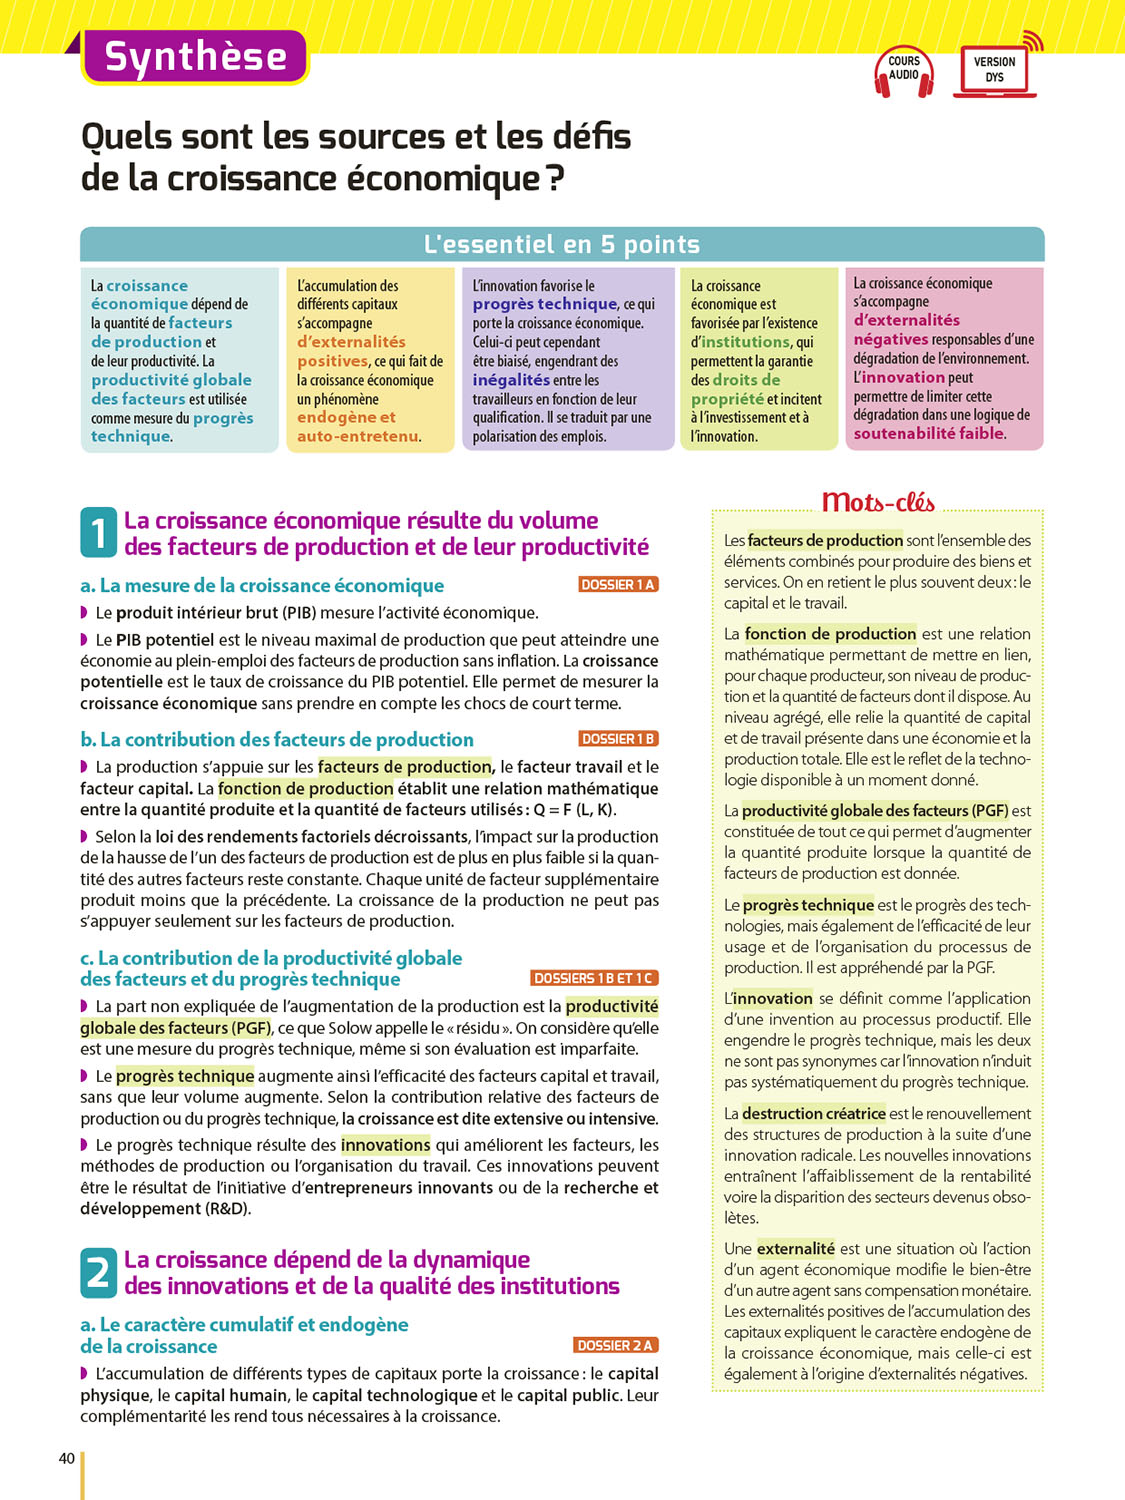 Synthèse
COURS
AUDIO
VERSION
DYS
Quels sont les sources et les défis
de la croissance économique ?
L'essentiel en 5 points
La croissance
économique dépend de
la quantité de facteurs
de production et
de leur productivité. La
productivité globale
des facteurs est utilisée
comme mesure du progrès
technique.
L'accumulation des
différents capitaux
s'accompagne
d'externalités
positives, ce qui fait de
la croissance économique
un phénomène
endogène et
auto-entretenu.
L'innovation favorise le
progrès technique, ce qui
porte la croissance économique.
Celui-ci peut cependant
être biaisé, engendrant des
inégalités entre les
travailleurs en fonction de leur
qualification. Il se traduit par une
polarisation des emplois.
La croissance
économique est
favorisée par l'existence
d'institutions, qui
permettent la garantie
des droits de
propriété et incitent
à l'investissement et à
l'innovation.
La croissance économique
s'accompagne
d'externalités
négatives responsables d'une
dégradation de l'environnement.
L'innovation peut
permettre de limiter cette
dégradation dans une logique de
soutenabilité faible.
1 La croissance économique résulte du volume
des facteurs de production et de leur productivité
a. La mesure de la croissance économique DOSSIER 1 A
Le produit intérieur brut (PIB) mesure l'activité économique.
Le PIB potentiel est le niveau maximal de production que peut atteindre une
économie au plein-emploi des facteurs de production sans inflation. La croissance
potentielle est le taux de croissance du PIB potentiel. Elle permet de mesurer la
croissance économique sans prendre en compte les chocs de court terme.
b. La contribution des facteurs de production DOSSIER 1 B
La production s'appuie sur les facteurs de production, le facteur travail et le
facteur capital. La fonction de production établit une relation mathématique
entre la quantité produite et la quantité de facteurs utilisés : Q = F (L, K).
Selon la loi des rendements factoriels décroissants, l'impact sur la production
de la hausse de l'un des facteurs de production est de plus en plus faible si la quan-
tité des autres facteurs reste constante. Chaque unité de facteur supplémentaire
produit moins que la précédente. La croissance de la production ne peut pas
s'appuyer seulement sur les facteurs de production.
c. La contribution de la productivité globale
des facteurs et du progrès technique DOSSIERS 1 B ET 1 C
La part non expliquée de l'augmentation de la production est la productivité
globale des facteurs (PGF), ce que Solow appelle le « résidu ». On considère qu'elle
est une mesure du progrès technique, même si son évaluation est imparfaite.
Le progrès technique augmente ainsi l'efficacité des facteurs capital et travail,
sans que leur volume augmente. Selon la contribution relative des facteurs de
production ou du progrès technique, la croissance est dite extensive ou intensive.
Le progrès technique résulte des innovations qui améliorent les facteurs, les
méthodes de production ou l'organisation du travail. Ces innovations peuvent
être le résultat de l'initiative d'entrepreneurs innovants ou de la recherche et
développement (R&D).
2 La croissance dépend de la dynamique
des innovations et de la qualité des institutions
a. Le caractère cumulatif et endogène
de la croissance DOSSIER 2 A
L'accumulation de différents types de capitaux porte la croissance : le capital
physique, le capital humain, le capital technologique et le capital public. Leur
complémentarité les rend tous nécessaires à la croissance.
Mots-clés
Les facteurs de production sont l'ensemble des
éléments combinés pour produire des biens et
services. On en retient le plus souvent deux : le
capital et le travail.
La fonction de production est une relation
mathématique permettant de mettre en lien,
pour chaque producteur, son niveau de produc-
tion et la quantité de facteurs dont il dispose. Au
niveau agrégé, elle relie la quantité de capital
et de travail présente dans une économie et la
production totale. Elle est le reflet de la techno-
logie disponible à un moment donné.
La productivité globale des facteurs (PGF) est
constituée de tout ce qui permet d'augmenter
la quantité produite lorsque la quantité de
facteurs de production est donnée.
Le progrès technique est le progrès des tech-
nologies, mais également de l'efficacité de leur
usage et de l'organisation du processus de
production. Il est appréhendé par la PGF.
L'innovation se définit comme l'application
d'une invention au processus productif. Elle
engendre le progrès technique, mais les deux
ne sont pas synonymes car l'innovation n'induit
pas systématiquement du progrès technique.
La destruction créatrice est le renouvellement
des structures de production à la suite d'une
innovation radicale. Les nouvelles innovations
entraînent l'affaiblissement de la rentabilité
voire la disparition des secteurs devenus obso-
lètes.
Une externalité est une situation où l'action
d'un agent économique modifie le bien-être
d'un autre agent sans compensation monétaire.
Les externalités positives de l'accumulation des
capitaux expliquent le caractère endogène de
la croissance économique, mais celle-ci est
également à l'origine d'externalités négatives.
40